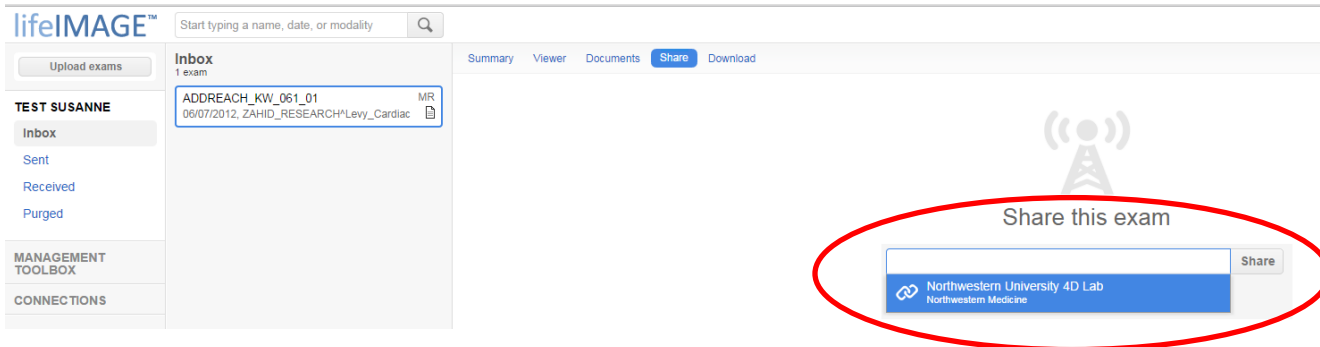 lifeIMAGE™
Start typing a name, date, or modality
Upload exams
TEST SUSANNE
Inbox
Sent
Received
Purged
MANAGEMENT
TOOLBOX
CONNECTIONS
Inbox
1 exam
ADDREACH_KW_061_01 MR
06/07/2012, ZAHID_RESEARCH^Levy_Cardiac
Summary Viewer Documents Share Download
Share this exam
Share
Northwestern University 4D Lab
Northwestern Medicine